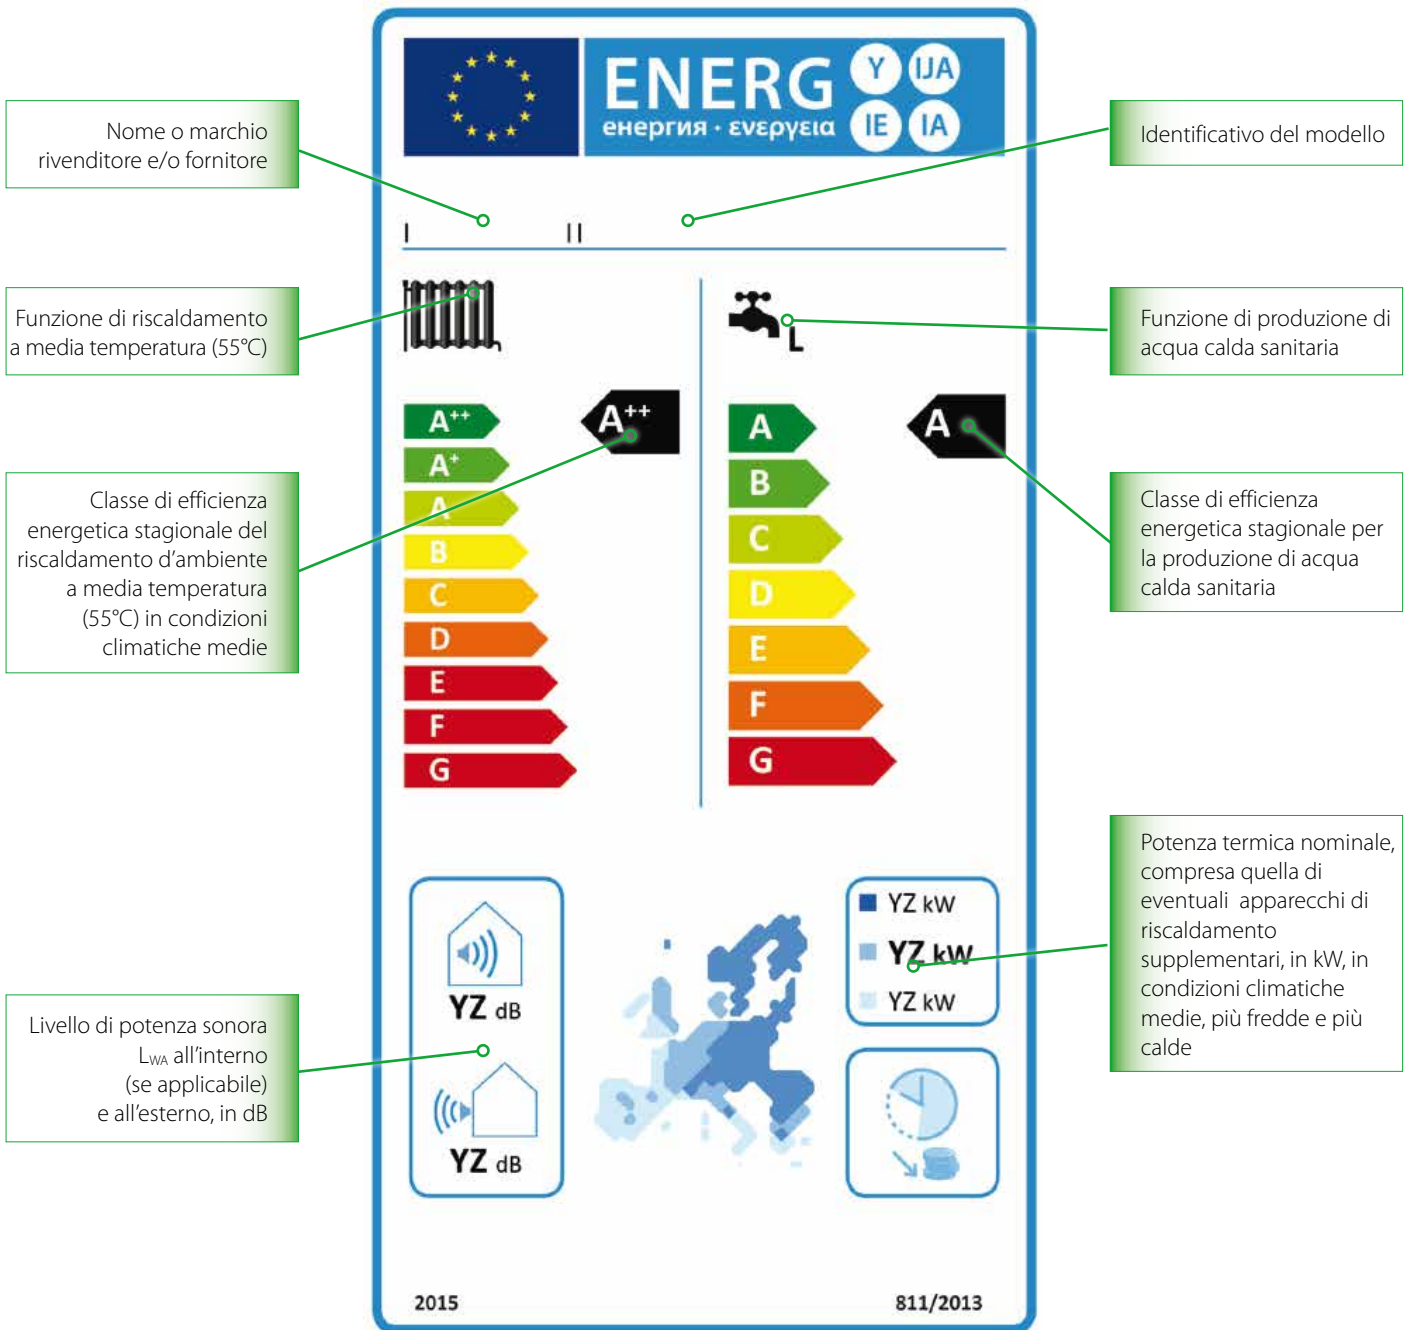 ENERG
енергия · ενεργεια
Y
IJA
IE
IA
Nome o marchio
rivenditore e/o fornitore
Identificativo del modello
I
II
Funzione di riscaldamento
a media temperatura (55°C)
L
Funzione di produzione di
acqua calda sanitaria
A++
A+
A
B
C
D
E
F
G
A++
A
B
C
D
E
F
G
A
Classe di efficienza
energetica stagionale del
riscaldamento d'ambiente
a media temperatura
(55°C) in condizioni
climatiche medie
Classe di efficienza
energetica stagionale per
la produzione di acqua
calda sanitaria
Livello di potenza sonora
LWA all'interno
(se applicabile)
e all'esterno, in dB
YZ dB
YZ dB
YZ kW
YZ kW
YZ kW
Potenza termica nominale,
compresa quella di
eventuali apparecchi di
riscaldamento
supplementari, in kW, in
condizioni climatiche
medie, più fredde e più
calde
2015
811/2013